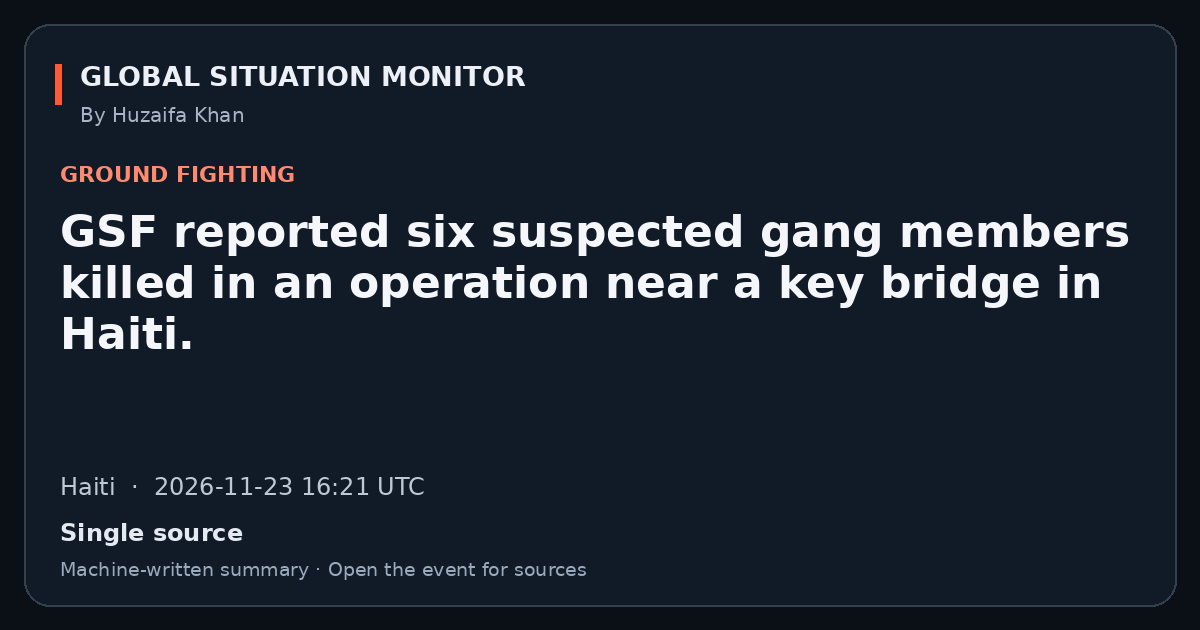 GLOBAL SITUATION MONITOR
By Huzaifa Khan
GROUND FIGHTING
GSF reported six suspected gang members
killed in an operation near a key bridge in
Haiti.
Haiti · 2026-11-23 16:21 UTC
Single source
Machine-written summary · Open the event for sources